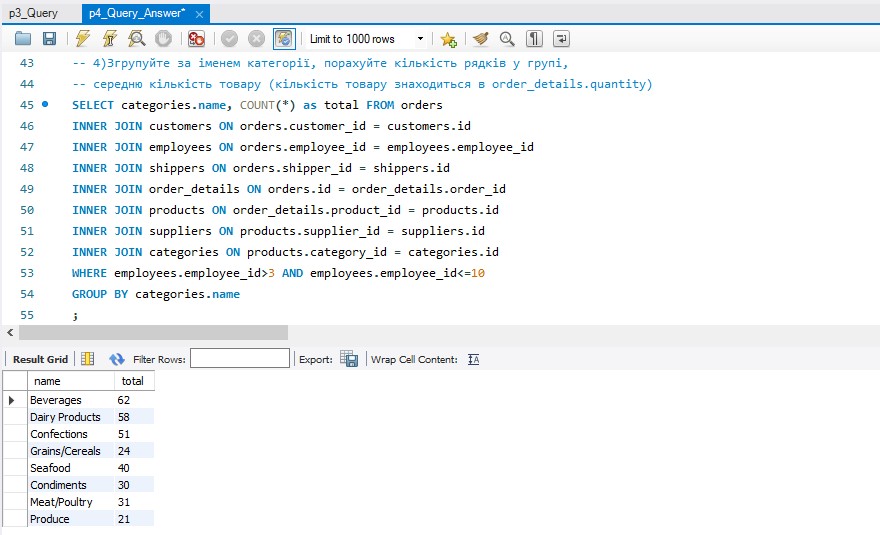 p3_Query p4_Query_Answer*
Limit to 1000 rows
43 -- 4)Згрупуйте за іменем категорії, порахуйте кількість рядків у групі,
44 -- середню кількість товару (кількість товару знаходиться в order_details.quantity)
45 SELECT categories.name, COUNT(*) as total FROM orders
46 INNER JOIN customers ON orders.customer_id = customers.id
47 INNER JOIN employees ON orders.employee_id = employees.employee_id
48 INNER JOIN shippers ON orders.shipper_id = shippers.id
49 INNER JOIN order_details ON orders.id = order_details.order_id
50 INNER JOIN products ON order_details.product_id = products.id
51 INNER JOIN suppliers ON products.supplier_id = suppliers.id
52 INNER JOIN categories ON products.category_id = categories.id
53 WHERE employees.employee_id>3 AND employees.employee_id<=10
54 GROUP BY categories.name
55 ;
Result Grid Filter Rows: Export: Wrap Cell Content:
name total
Beverages 62
Dairy Products 58
Confections 51
Grains/Cereals 24
Seafood 40
Condiments 30
Meat/Poultry 31
Produce 21